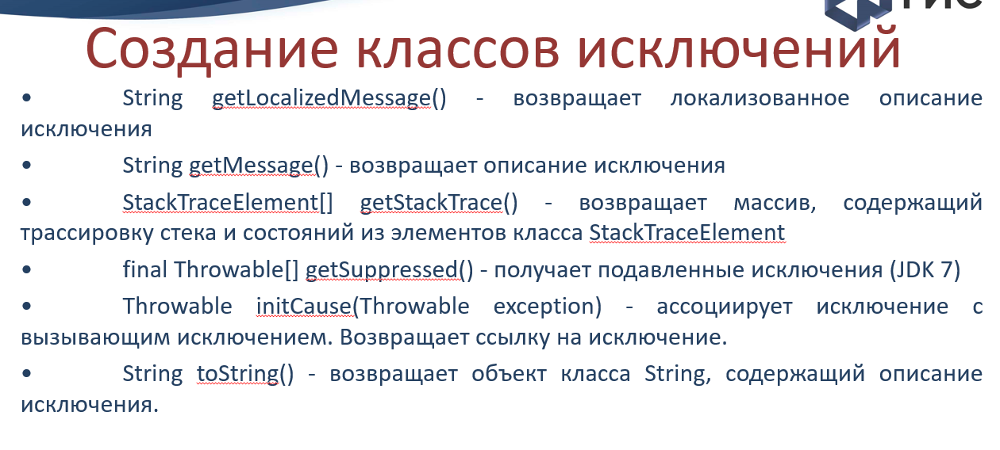 Создание классов исключений
• String getLocalizedMessage() - возвращает локализованное описание
исключения
• String getMessage() - возвращает описание исключения
• StackTraceElement[] getStackTrace() - возвращает массив, содержащий
трассировку стека и состояний из элементов класса StackTraceElement
• final Throwable[] getSuppressed() - получает подавленные исключения (JDK 7)
• Throwable initCause(Throwable exception) - ассоциирует исключение с
вызывающим исключением. Возвращает ссылку на исключение.
• String toString() - возвращает объект класса String, содержащий описание
исключения.